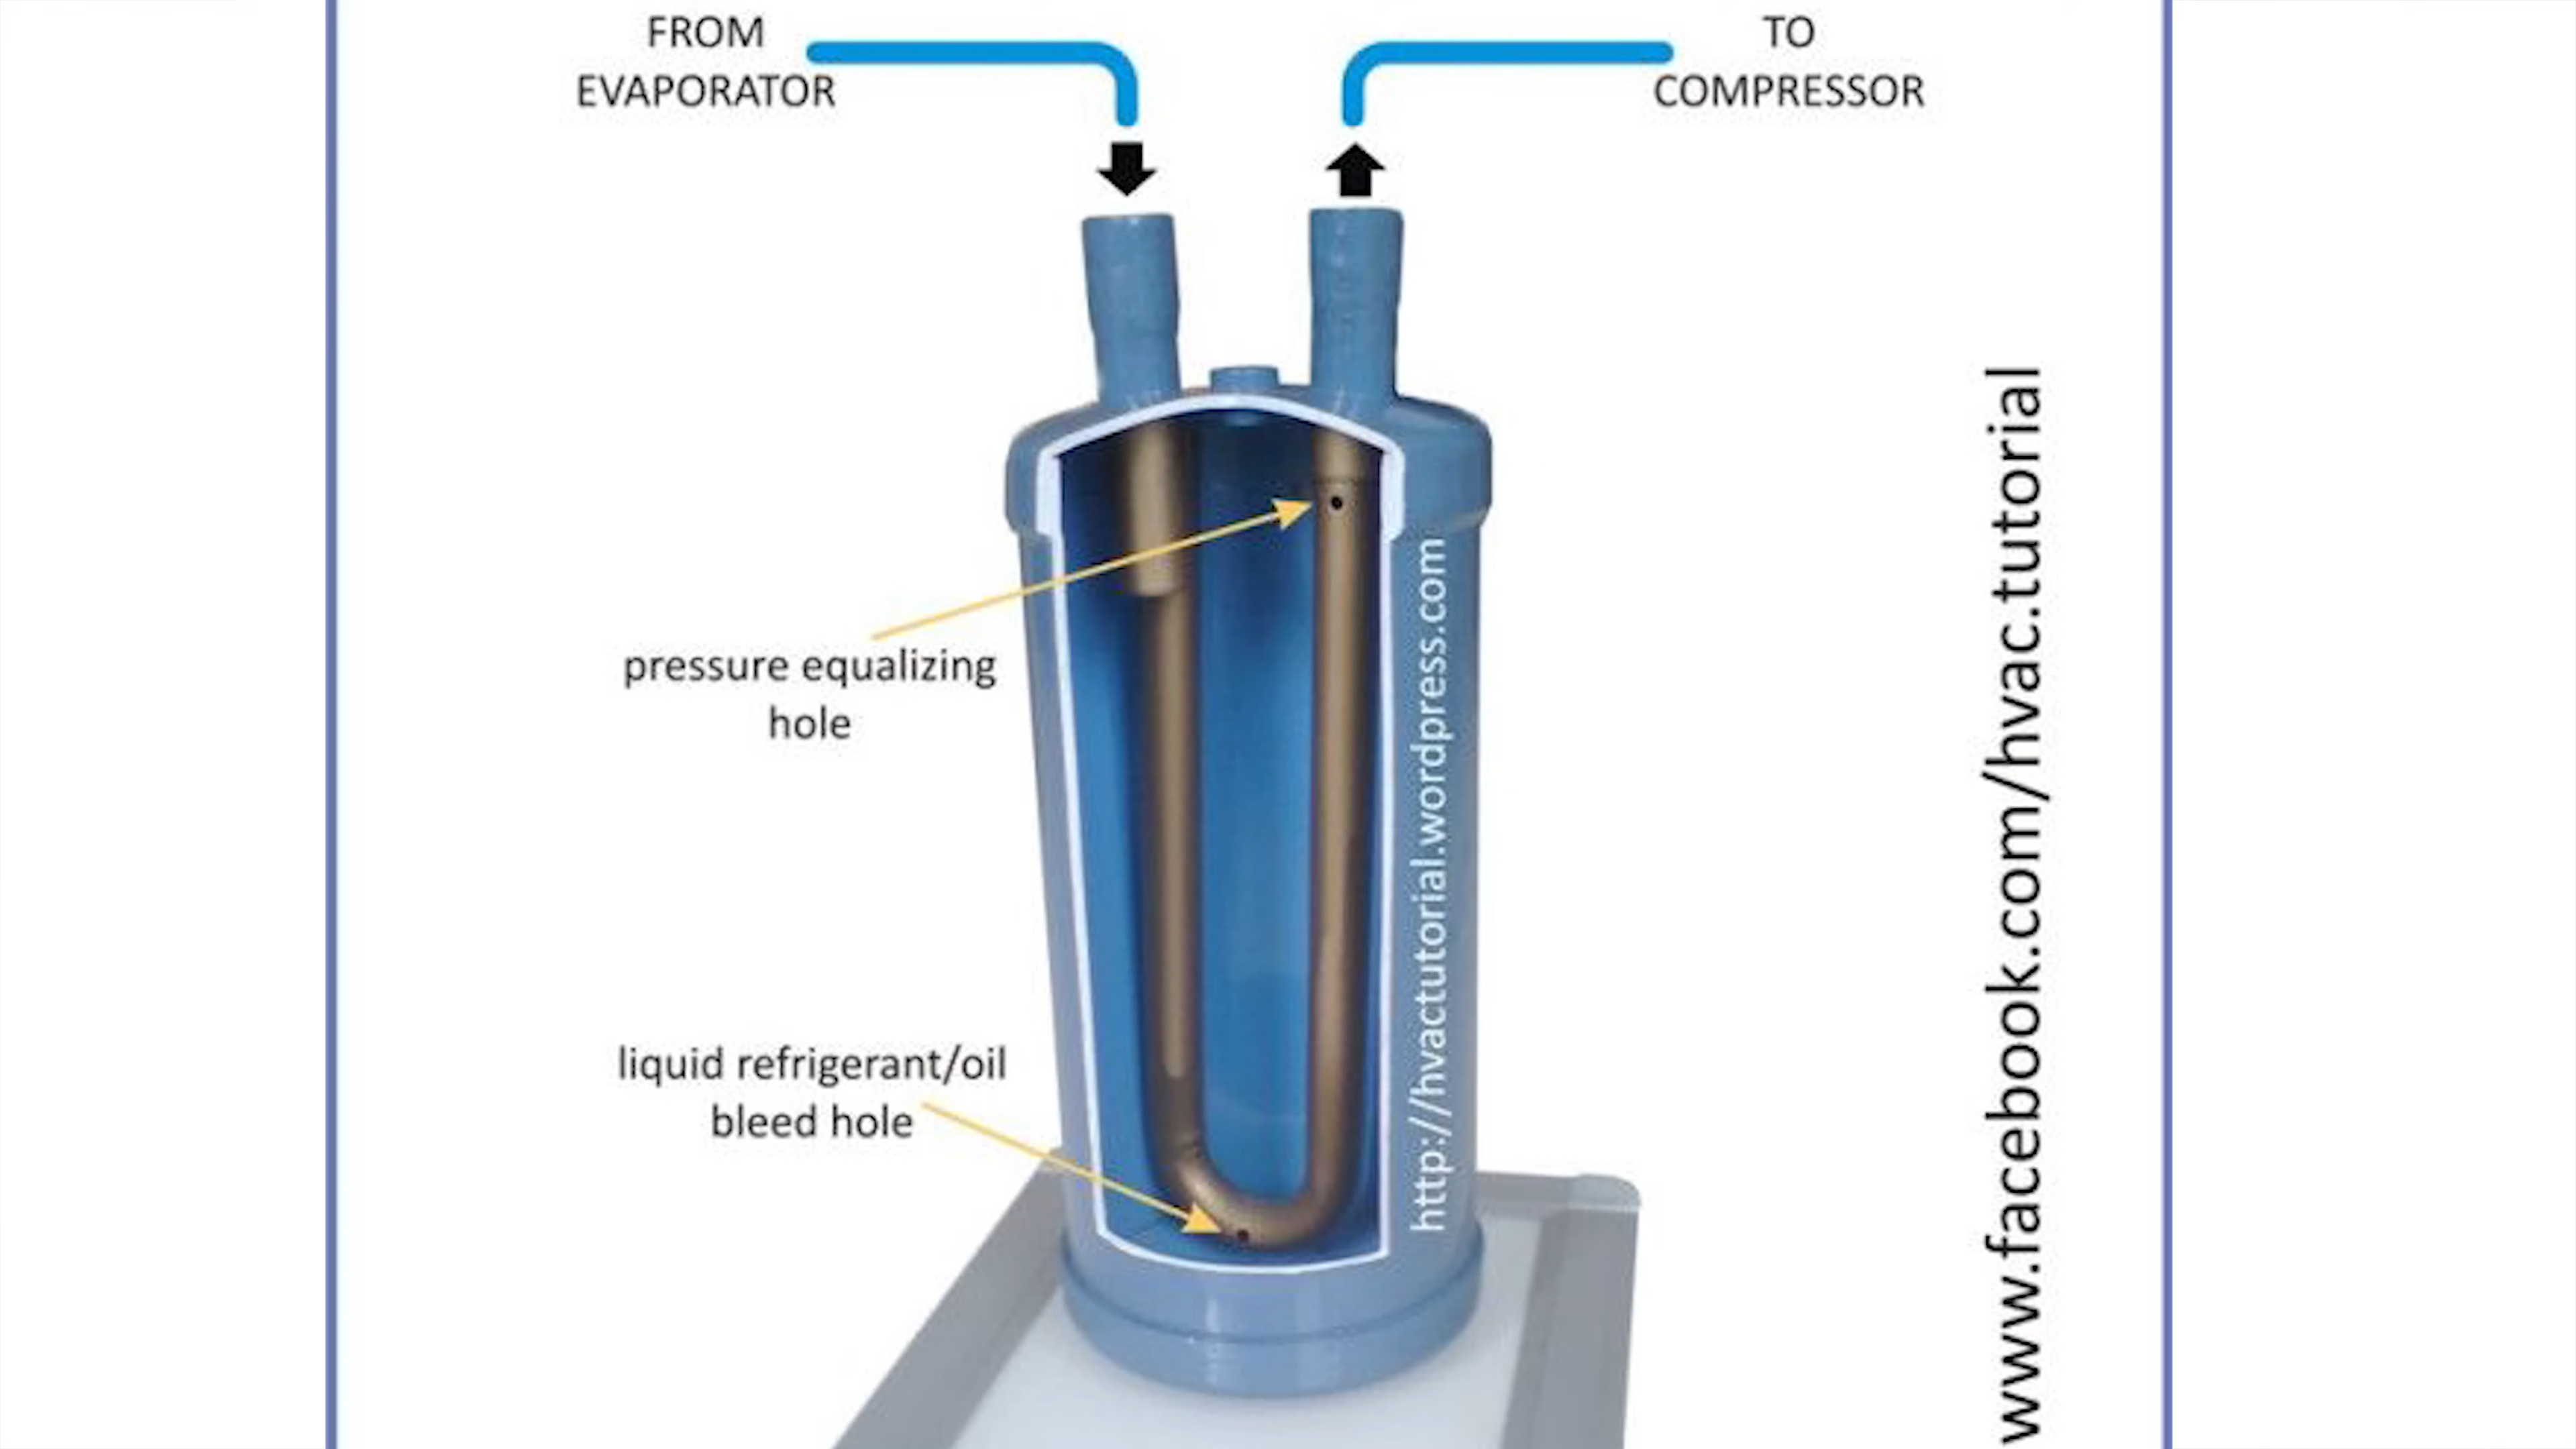 FROM
EVAPORATOR
TO
COMPRESSOR
pressure equalizing
hole
liquid refrigerant/oil
bleed hole
http://hvactutorial.wordpress.com
www.facebook.com/hvac.tutorial